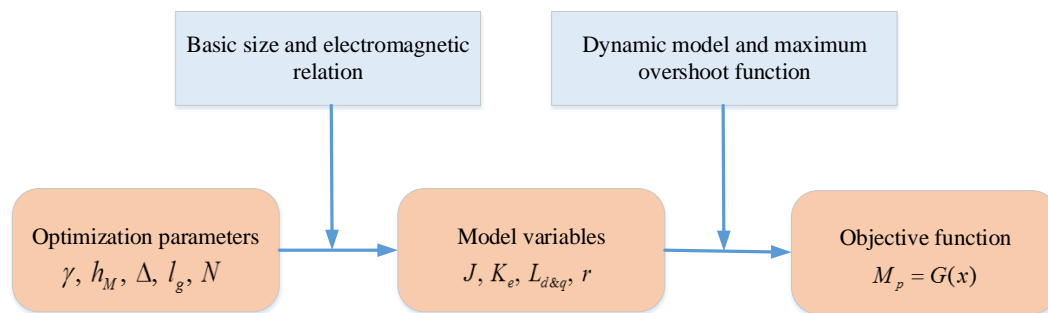 Basic size and electromagnetic
relation
Dynamic model and maximum
overshoot function
Optimization parameters
γ, h_M, Δ, l_g, N
Model variables
J, K_e, L_{d&q}, r
Objective function
M_p = G(x)